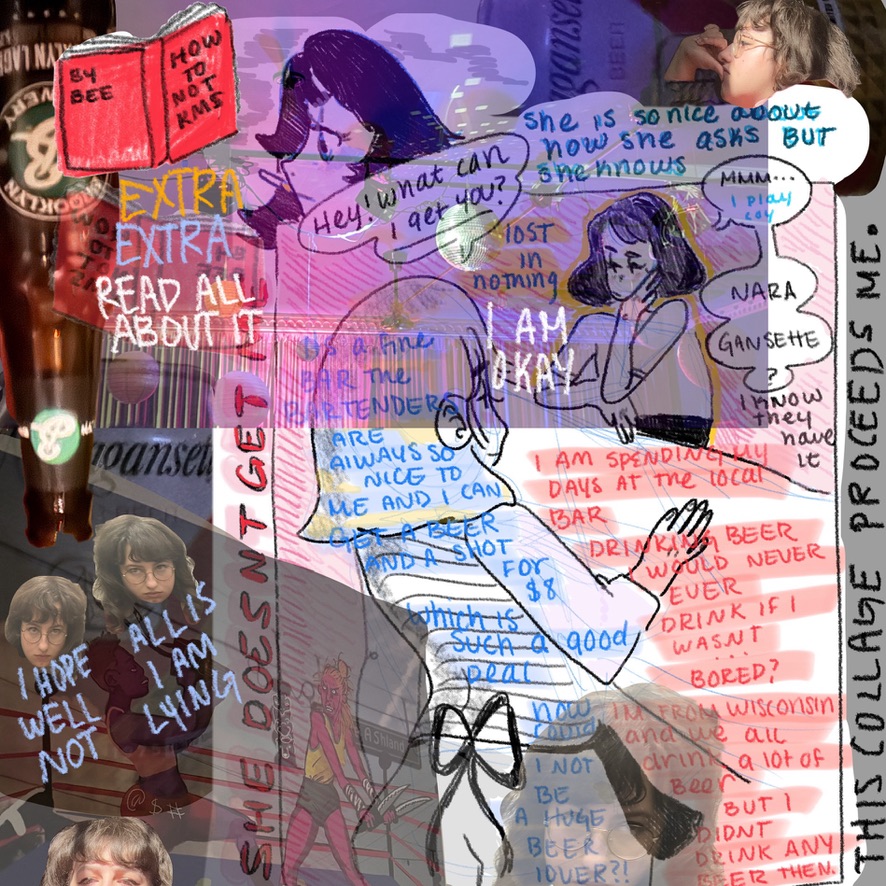 BY
BEE
HOW
TO
NOT
KMS
BROOKLYN
EXTRA
EXTRA
READ ALL
ABOUT IT
Hey! what can
I get you?
she is so nice about
how she asks BUT
she knows
MMM...
I play
coy
NARA
GANSETTE
?
I KNOW
they
have
it
lost
in
nothing
I AM
OKAY
its a fine
BAR the
BARTENDERS
ARE
AlWAYS SO
NICE TO
ME AND I CAN
GET A BEER
AND A SHOT
FOR
$8
which is
such a good
deal
NOW
COULD
I NOT
BE
A HUGE
BEER
lOVER?!
I AM SPENDING MY
DAYS AT the lOCAl
BAR
DRINKING BEER
I WOULD NEVER
EVER
DRINK IF I
WASNT
...
BORED?
IM FROM WISCONSIN
and we all
drink a lot of
Beer
BUT I
DIDNT
DRINK ANY
BEER THEN.
SHE DOESNT GET
I HOPE
WELL
NOT
ALL IS
I AM
LYING
AShland
@$#
THIS COLLAGE PROCEEDS ME.